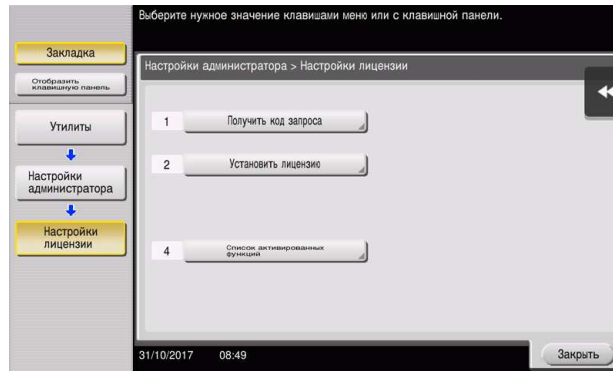 Выберите нужное значение клавишами меню или с клавишной панели.
Закладка
Отобразить
клавишную панель
Утилиты
Настройки
администратора
Настройки
лицензии
Настройки администратора > Настройки лицензии
1 Получить код запроса
2 Установить лицензию
4 Список активированных
функций
31/10/2017 08:49
Закрыть